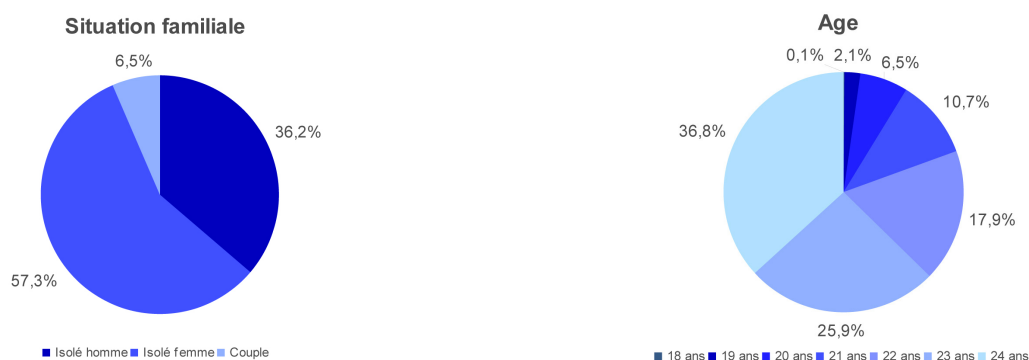 Situation familiale
6,5%
36,2%
57,3%
Isolé homme Isolé femme Couple
Age
0,1% 2,1%
6,5%
10,7%
36,8%
17,9%
25,9%
18 ans 19 ans 20 ans 21 ans 22 ans 23 ans 24 ans